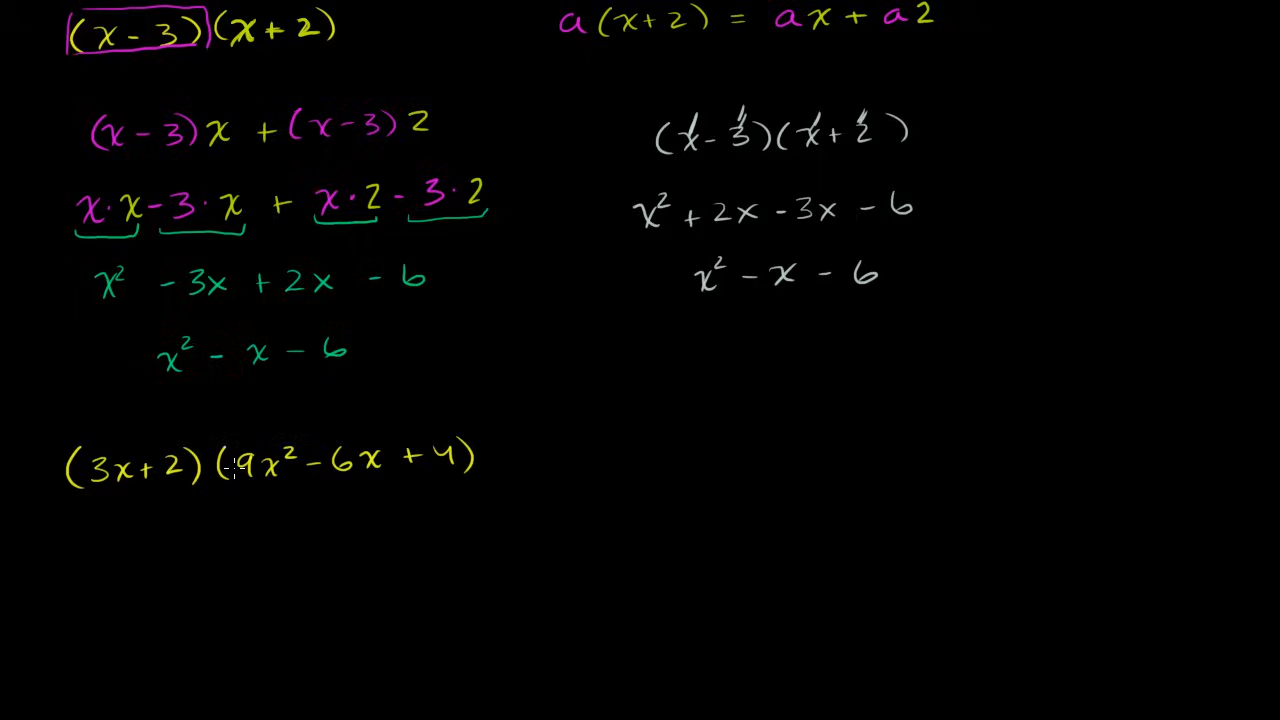 (x - 3)(x + 2)
a(x + 2) = ax + a2
(x - 3)x + (x - 3)2
(x - 3)(x + 2)
x · x - 3 · x + x · 2 - 3 · 2
x² + 2x - 3x - 6
x² - 3x + 2x - 6
x² - x - 6
x² - x - 6
(3x + 2)(9x² - 6x + 4)